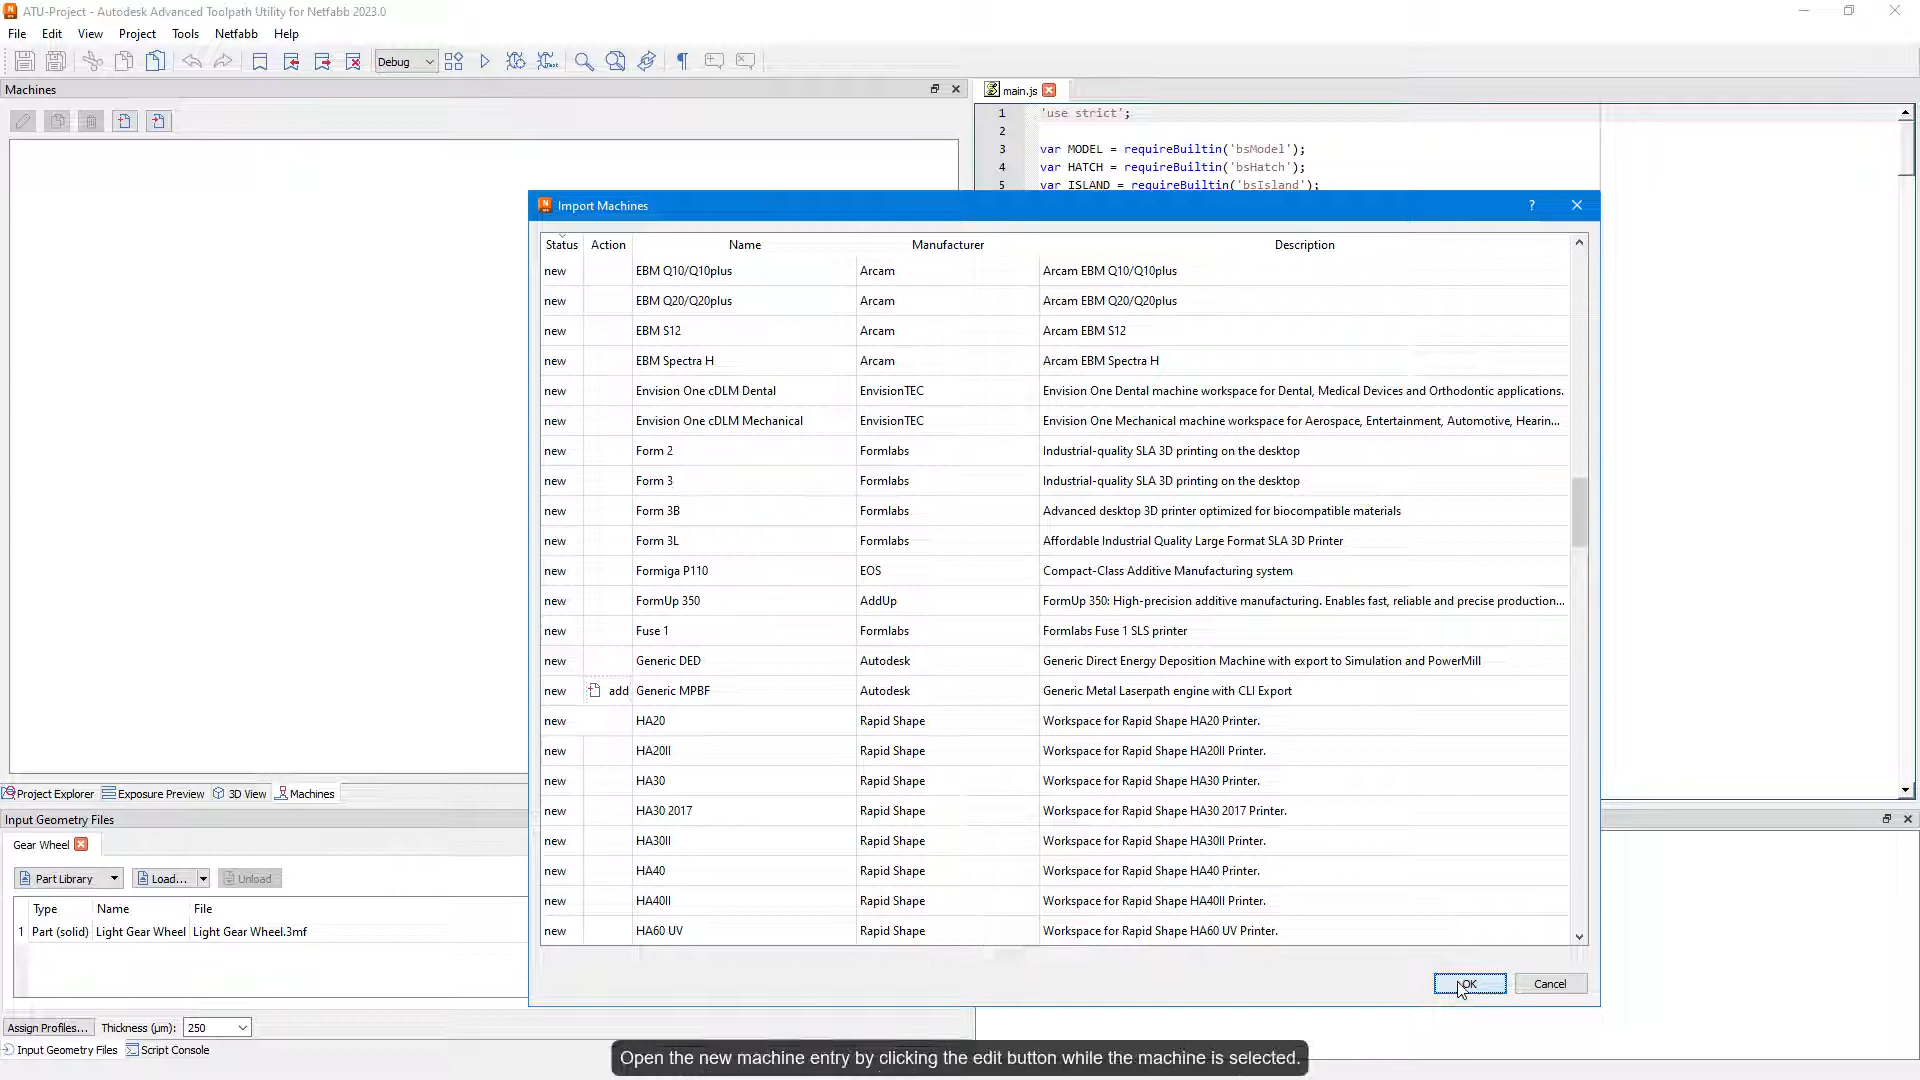 ATU-Project - Autodesk Advanced Toolpath Utility for Netfabb 2023.0
File Edit View Project Tools Netfabb Help
Debug
Machines
main.js
1 'use strict';
2
3 var MODEL = requireBuiltin('bsModel');
4 var HATCH = requireBuiltin('bsHatch');
5 var ISLAND = requireBuiltin('bsIsland');
Import Machines
Status Action Name Manufacturer Description
new EBM Q10/Q10plus Arcam Arcam EBM Q10/Q10plus
new EBM Q20/Q20plus Arcam Arcam EBM Q20/Q20plus
new EBM S12 Arcam Arcam EBM S12
new EBM Spectra H Arcam Arcam EBM Spectra H
new Envision One cDLM Dental EnvisionTEC Envision One Dental machine workspace for Dental, Medical Devices and Orthodontic applications.
new Envision One cDLM Mechanical EnvisionTEC Envision One Mechanical machine workspace for Aerospace, Entertainment, Automotive, Hearin...
new Form 2 Formlabs Industrial-quality SLA 3D printing on the desktop
new Form 3 Formlabs Industrial-quality SLA 3D printing on the desktop
new Form 3B Formlabs Advanced desktop 3D printer optimized for biocompatible materials
new Form 3L Formlabs Affordable Industrial Quality Large Format SLA 3D Printer
new Formiga P110 EOS Compact-Class Additive Manufacturing system
new FormUp 350 AddUp FormUp 350: High-precision additive manufacturing. Enables fast, reliable and precise production...
new Fuse 1 Formlabs Formlabs Fuse 1 SLS printer
new Generic DED Autodesk Generic Direct Energy Deposition Machine with export to Simulation and PowerMill
new add Generic MPBF Autodesk Generic Metal Laserpath engine with CLI Export
new HA20 Rapid Shape Workspace for Rapid Shape HA20 Printer.
new HA20II Rapid Shape Workspace for Rapid Shape HA20II Printer.
new HA30 Rapid Shape Workspace for Rapid Shape HA30 Printer.
new HA30 2017 Rapid Shape Workspace for Rapid Shape HA30 2017 Printer.
new HA30II Rapid Shape Workspace for Rapid Shape HA30II Printer.
new HA40 Rapid Shape Workspace for Rapid Shape HA40 Printer.
new HA40II Rapid Shape Workspace for Rapid Shape HA40II Printer.
new HA60 UV Rapid Shape Workspace for Rapid Shape HA60 UV Printer.
OK Cancel
Project Explorer Exposure Preview 3D View Machines
Input Geometry Files
Gear Wheel
Part Library Load... Unload
Type Name File
1 Part (solid) Light Gear Wheel Light Gear Wheel.3mf
Assign Profiles... Thickness (µm): 250
Input Geometry Files Script Console
Open the new machine entry by clicking the edit button while the machine is selected.